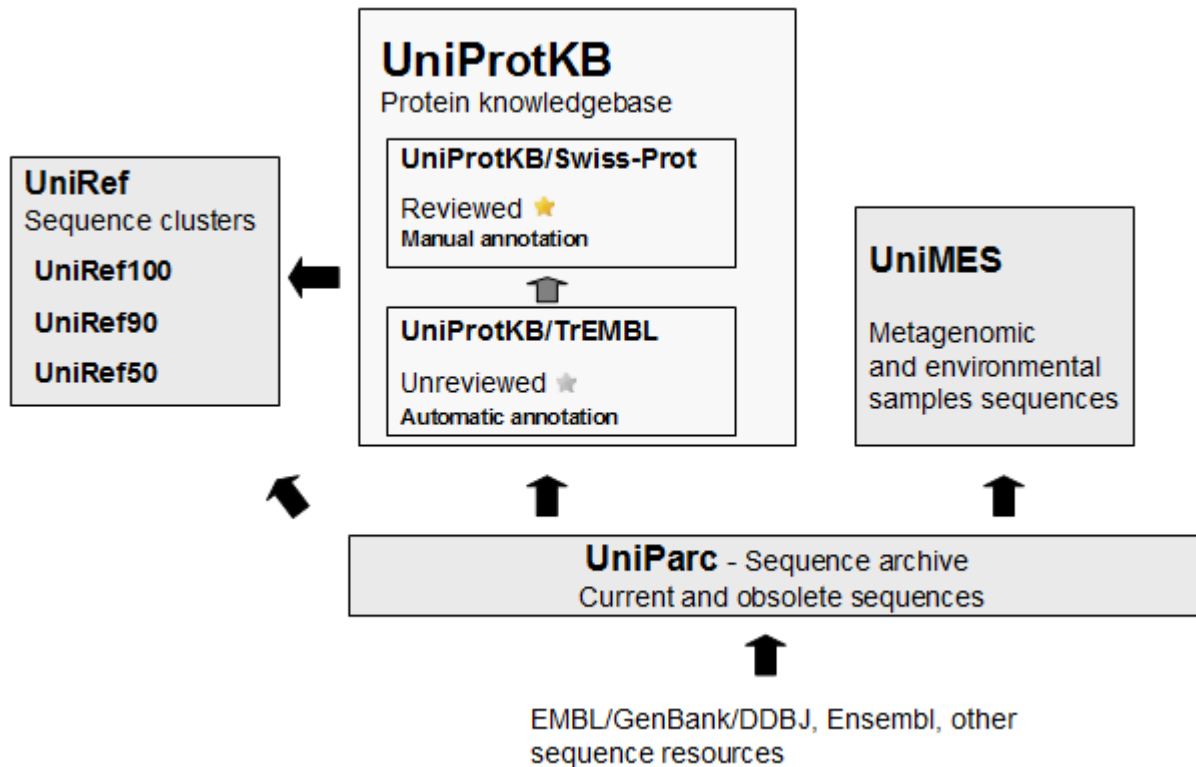 UniProtKB
Protein knowledgebase
UniProtKB/Swiss-Prot
Reviewed
Manual annotation
UniProtKB/TrEMBL
Unreviewed
Automatic annotation
UniRef
Sequence clusters
UniRef100
UniRef90
UniRef50
UniMES
Metagenomic
and environmental
samples sequences
UniParc - Sequence archive
Current and obsolete sequences
EMBL/GenBank/DDBJ, Ensembl, other
sequence resources